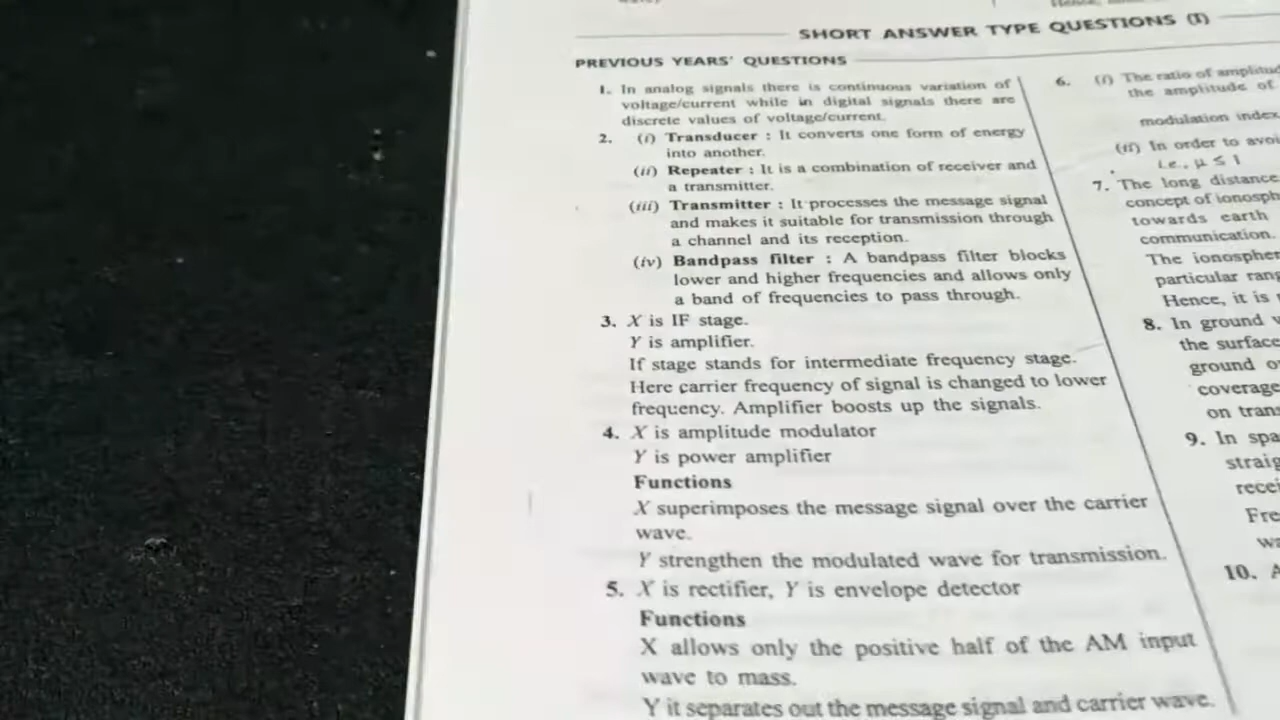 SHORT ANSWER TYPE QUESTIONS (I)
PREVIOUS YEARS' QUESTIONS
1. In analog signals there is continuous variation of
voltage/current while in digital signals there are
discrete values of voltage/current.
2. (i) Transducer : It converts one form of energy
into another.
(ii) Repeater : It is a combination of receiver and
a transmitter.
(iii) Transmitter : It processes the message signal
and makes it suitable for transmission through
a channel and its reception.
(iv) Bandpass filter : A bandpass filter blocks
lower and higher frequencies and allows only
a band of frequencies to pass through.
3. X is IF stage.
Y is amplifier.
If stage stands for intermediate frequency stage.
Here carrier frequency of signal is changed to lower
frequency. Amplifier boosts up the signals.
4. X is amplitude modulator
Y is power amplifier
Functions
X superimposes the message signal over the carrier
wave.
Y strengthen the modulated wave for transmission.
5. X is rectifier, Y is envelope detector
Functions
X allows only the positive half of the AM input
wave to mass.
Y it separates out the message signal and carrier wave.
6. (i) The ratio of amplitud
the amplitude of
modulation index
(ii) In order to avoi
i.e., μ ≤ 1
7. The long distance
concept of ionosph
towards earth
communication.
The ionospher
particular rang
Hence, it is
8. In ground
the surface
ground o
coverage
on trans
9. In spa
straig
recei
Fre
wa
10. A